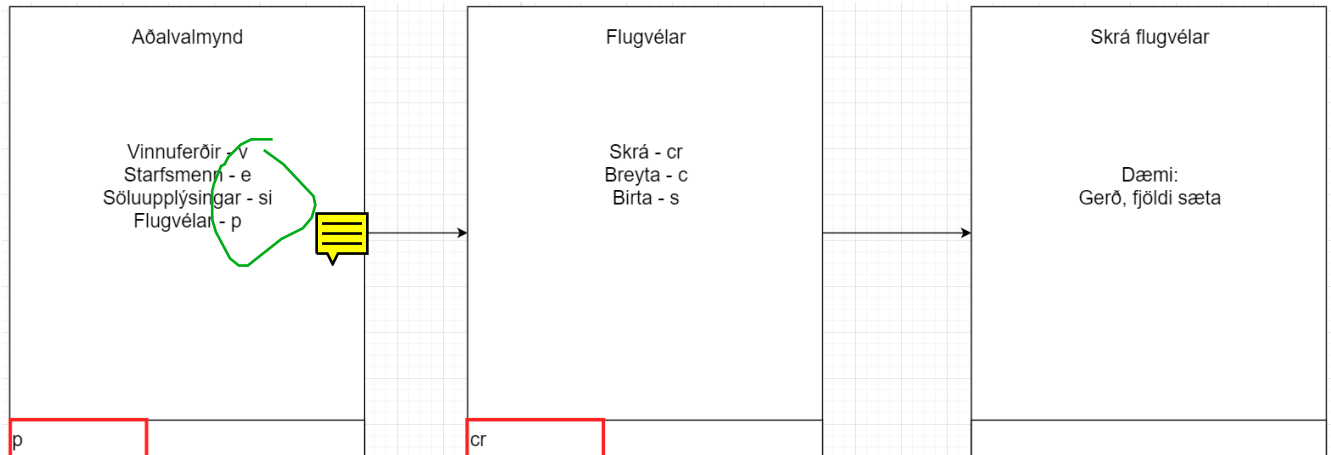 Aðalvalmynd
Vinnuferðir - v
Starfsmenn - e
Söluupplýsingar - si
Flugvélar - p
p
Flugvélar
Skrá - cr
Breyta - c
Birta - s
cr
Skrá flugvélar
Dæmi:
Gerð, fjöldi sæta